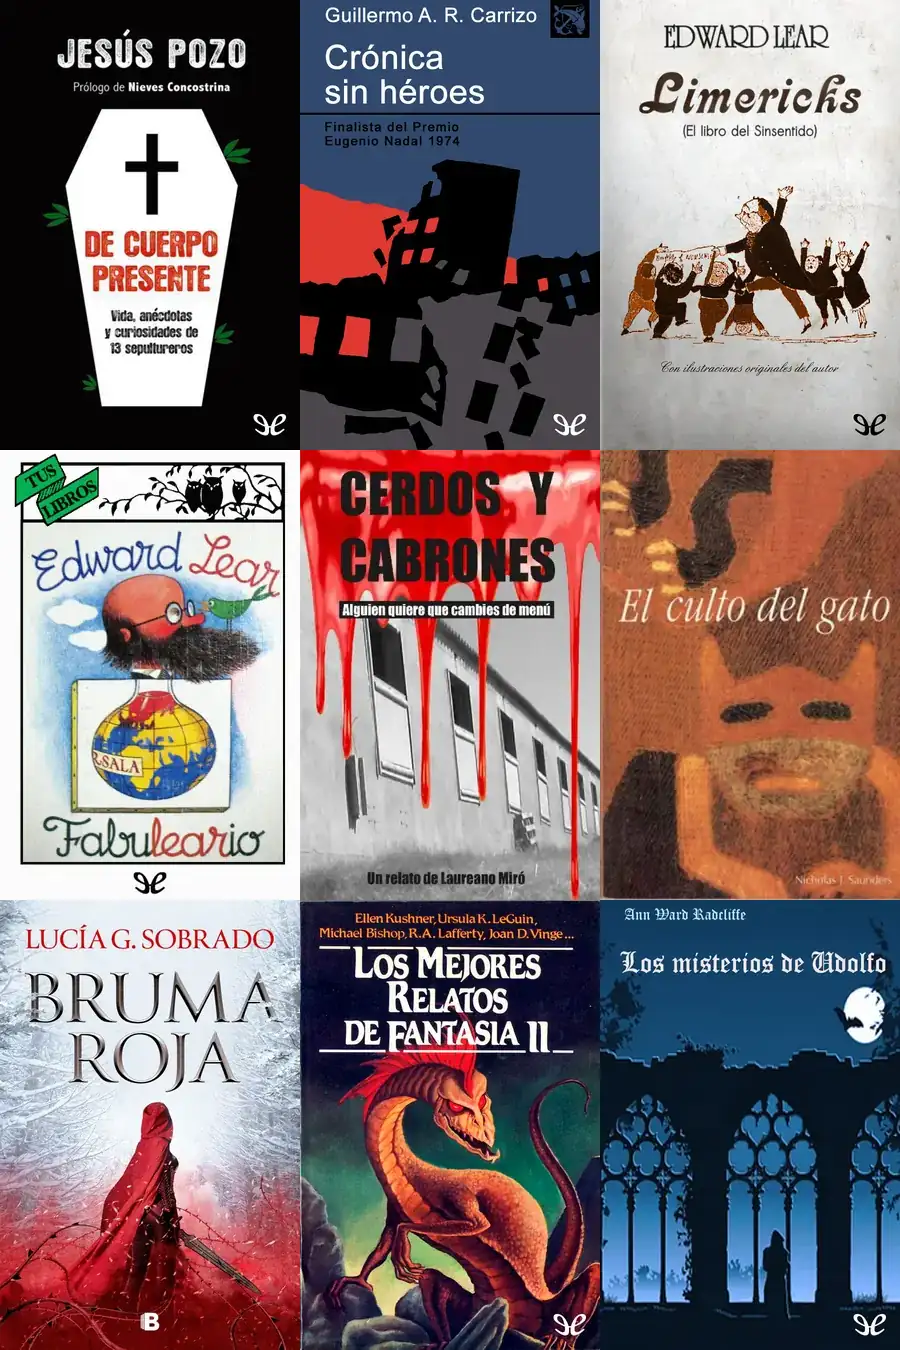 JESÚS POZO
Prólogo de Nieves Concostrina
DE CUERPO
PRESENTE
Vida, anécdotas
y curiosidades de
13 sepultureros
Guillermo A. R. Carrizo
Crónica
sin héroes
Finalista del Premio
Eugenio Nadal 1974
EDWARD LEAR
Limericks
(El libro del Sinsentido)
Con ilustraciones originales del autor
TUS
LIBROS
Edward Lear
R-SALA
Fabuleario
CERDOS Y
CABRONES
Alguien quiere que cambies de menú
Un relato de Laureano Miró
El culto del gato
Nicholas J. Saunders
LUCÍA G. SOBRADO
BRUMA
ROJA
B
Ellen Kushner, Ursula K. LeGuin,
Michael Bishop, R.A. Lafferty, Joan D. Vinge...
LOS MEJORES
RELATOS
DE FANTASIA II
Ann Ward Radcliffe
Los misterios de Udolfo